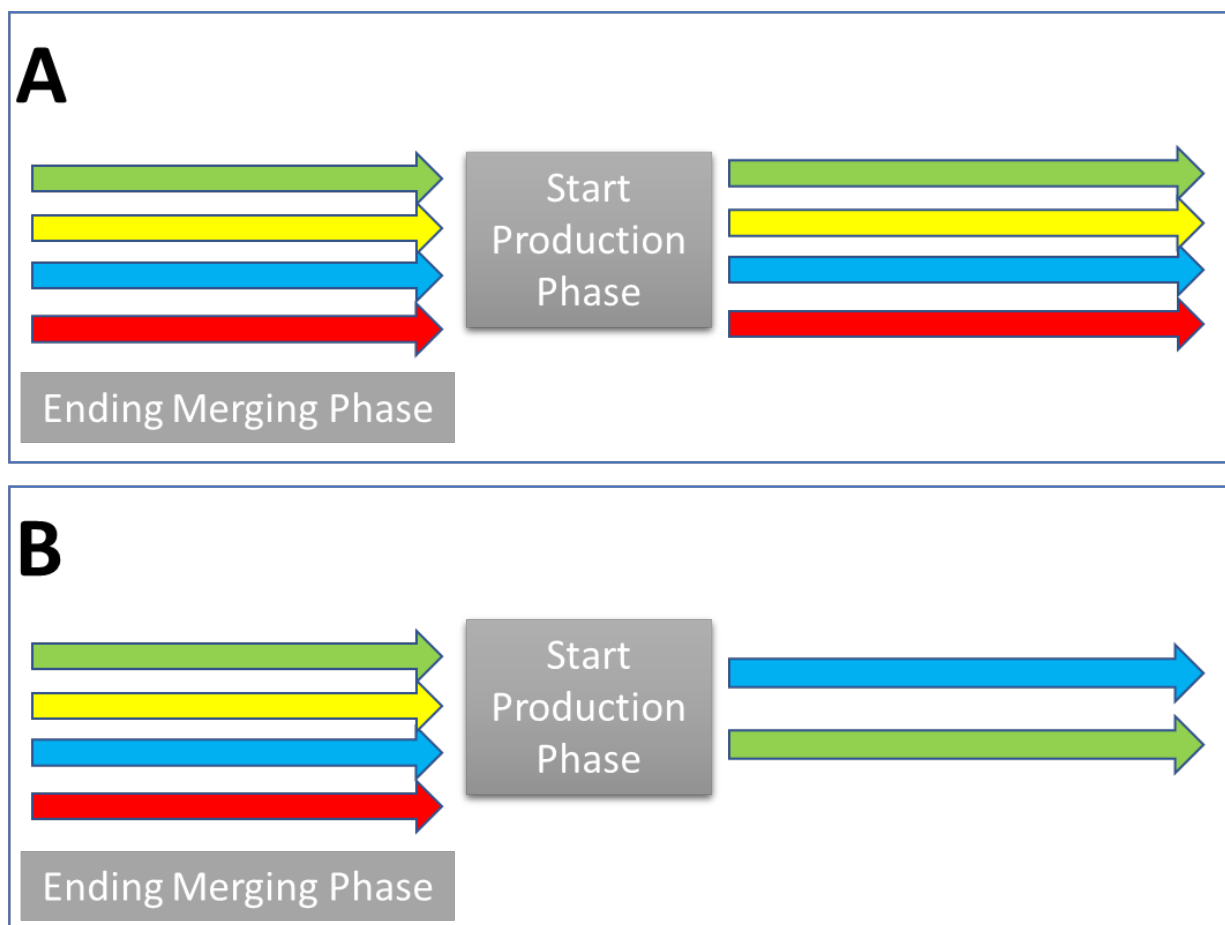 A
Start
Production
Phase
Ending Merging Phase
B
Start
Production
Phase
Ending Merging Phase